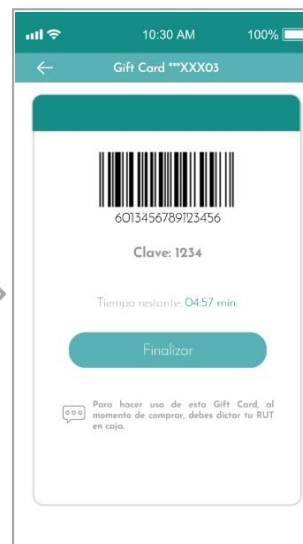 10:30 AM 100%
Gift Card ***XXX03
6013456789123456
Clave: 1234
Tiempo restante: 04:57 min.
Finalizar
Para hacer uso de esta Gift Card, al
momento de comprar, debes dictar tu RUT
en caja.